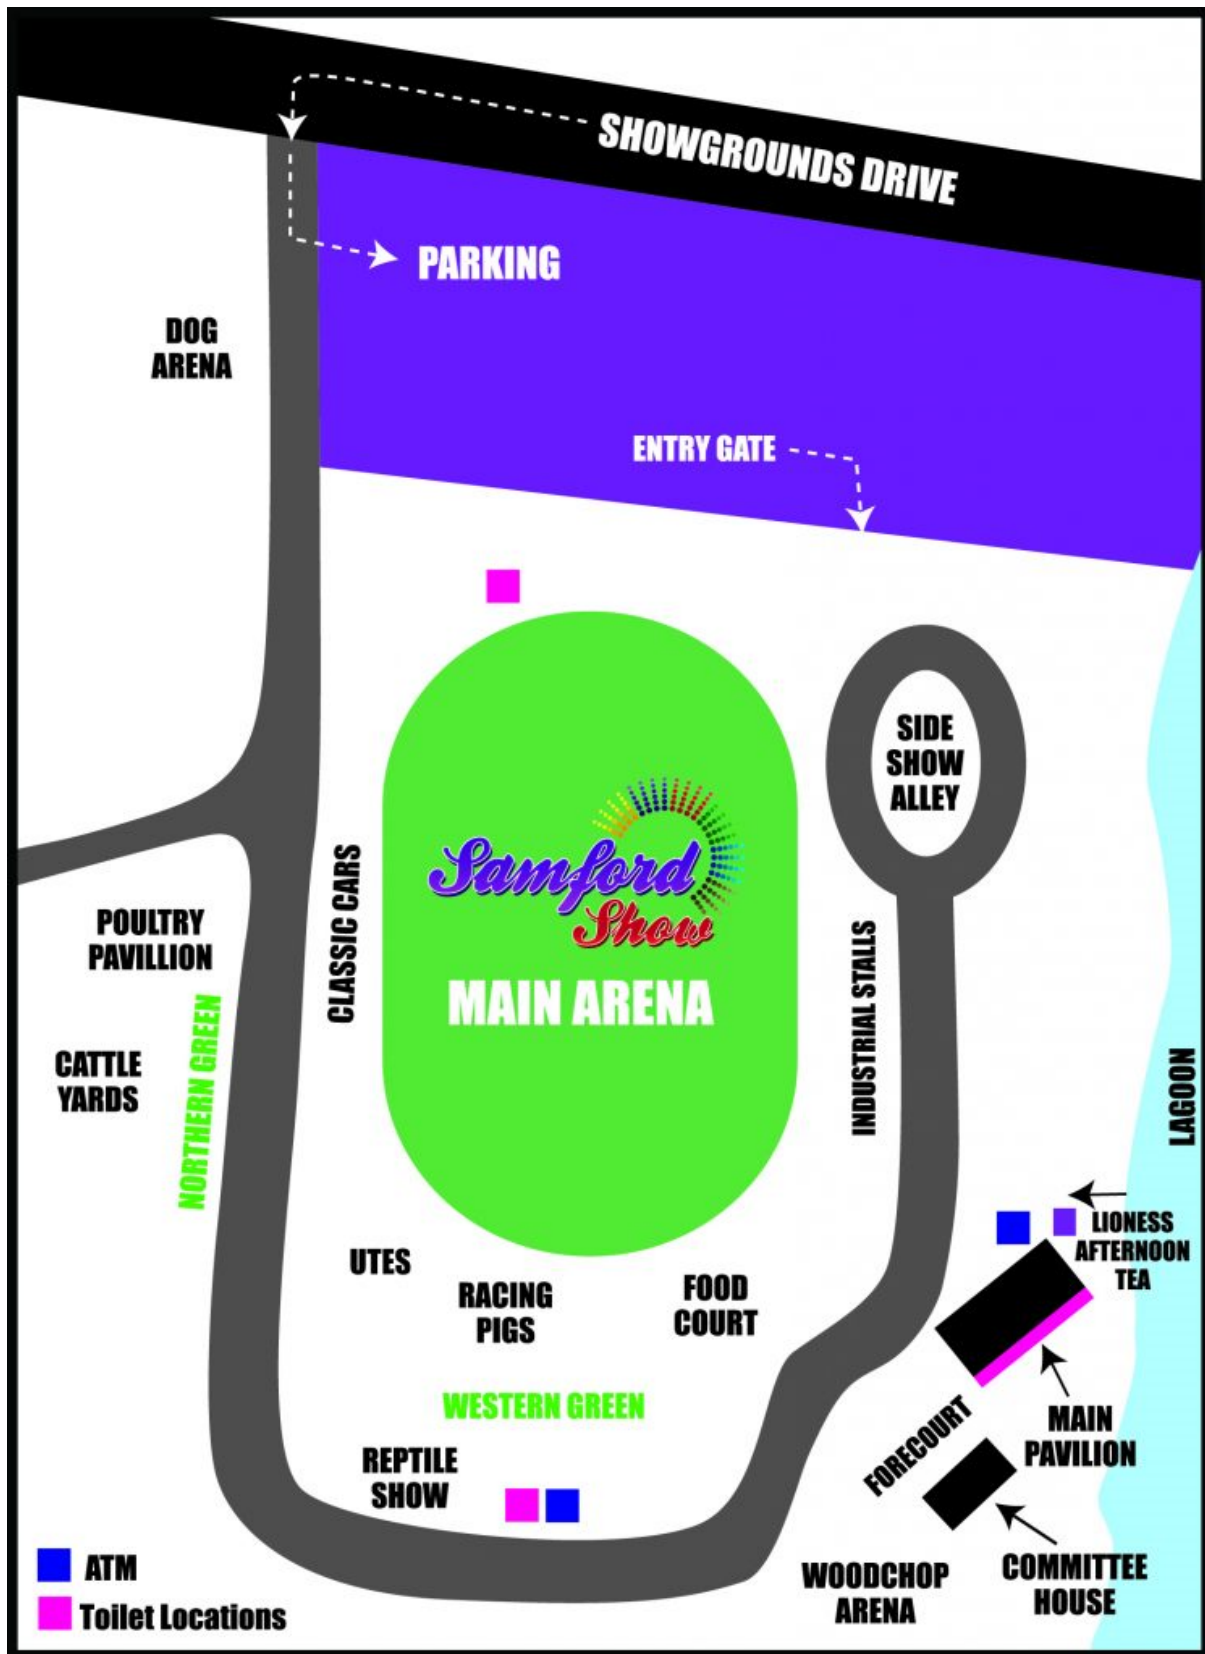 SHOWGROUNDS DRIVE
PARKING
DOG
ARENA
ENTRY GATE
SIDE
SHOW
ALLEY
Samford
Show
MAIN ARENA
CLASSIC CARS
INDUSTRIAL STALLS
POULTRY
PAVILLION
NORTHERN GREEN
CATTLE
YARDS
LAGOON
LIONESS
AFTERNOON
TEA
UTES
RACING
PIGS
FOOD
COURT
WESTERN GREEN
FORECOURT
MAIN
PAVILION
REPTILE
SHOW
COMMITTEE
HOUSE
WOODCHOP
ARENA
ATM
Toilet Locations